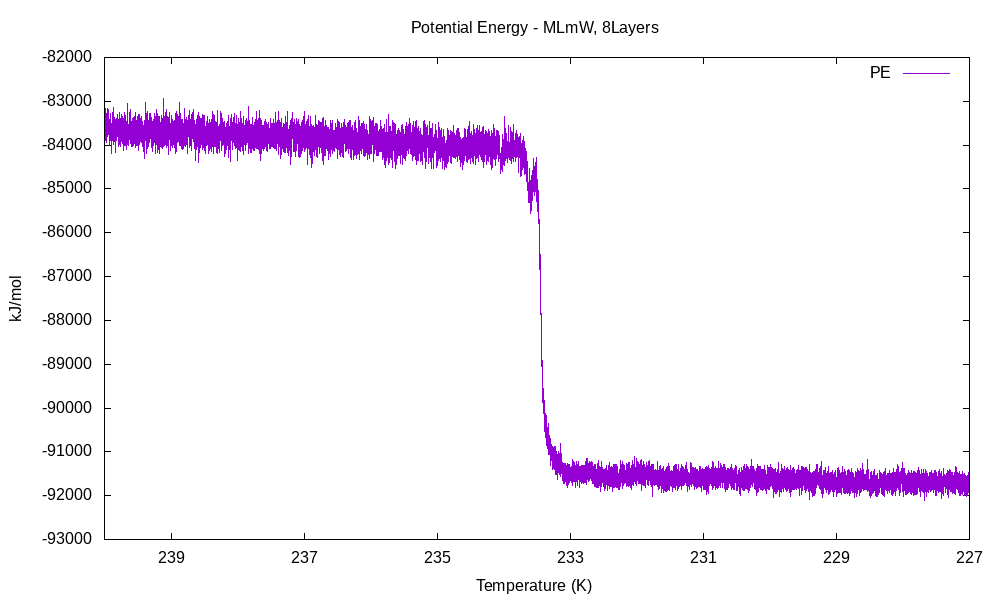 Potential Energy - MLmW, 8Layers
PE
-82000
-83000
-84000
-85000
-86000
-87000
-88000
-89000
-90000
-91000
-92000
-93000
kJ/mol
239 237 235 233 231 229 227
Temperature (K)